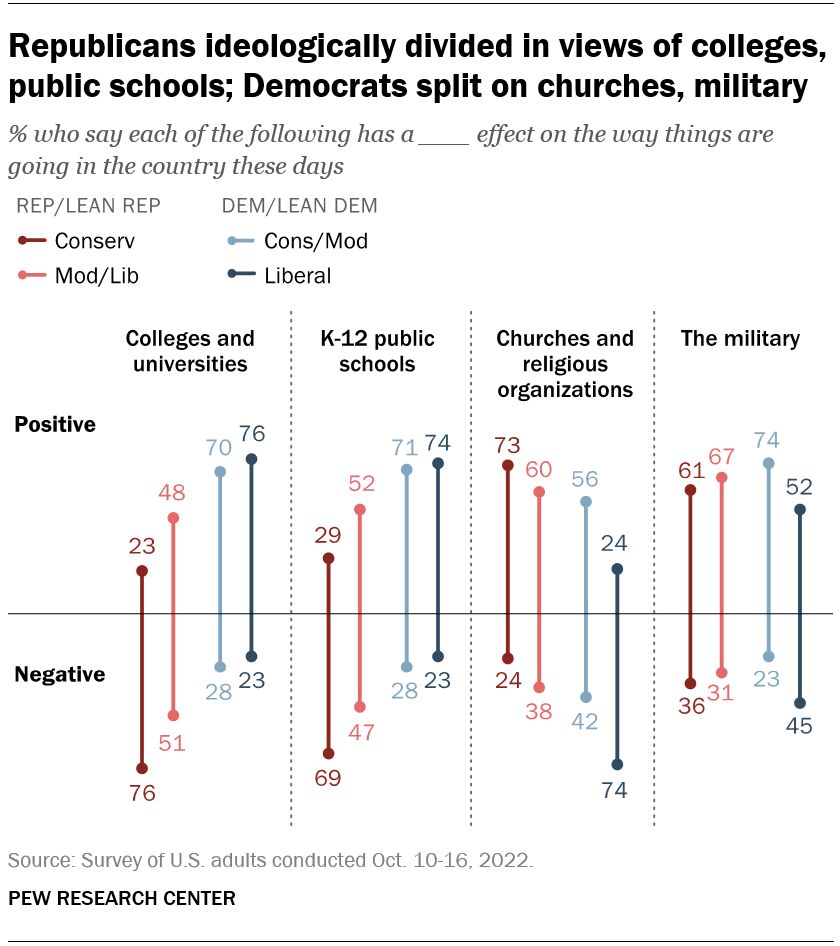 Republicans ideologically divided in views of colleges,
public schools; Democrats split on churches, military
% who say each of the following has a ____ effect on the way things are
going in the country these days
REP/LEAN REP DEM/LEAN DEM
Conserv Cons/Mod
Mod/Lib Liberal
Colleges and K-12 public Churches and The military
universities schools religious
organizations
Positive
23 48 70 76 29 52 71 74 73 60 56 24 61 67 74 52
Negative
76 51 28 23 69 47 28 23 24 38 42 74 36 31 23 45
Source: Survey of U.S. adults conducted Oct. 10-16, 2022.
PEW RESEARCH CENTER